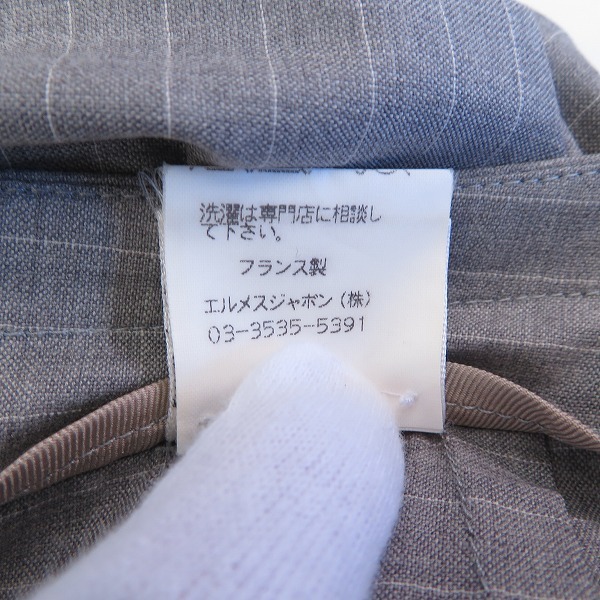 洗濯は専門店に相談し
て下さい。
フランス製
エルメスジャポン(株)
03-3535-5391